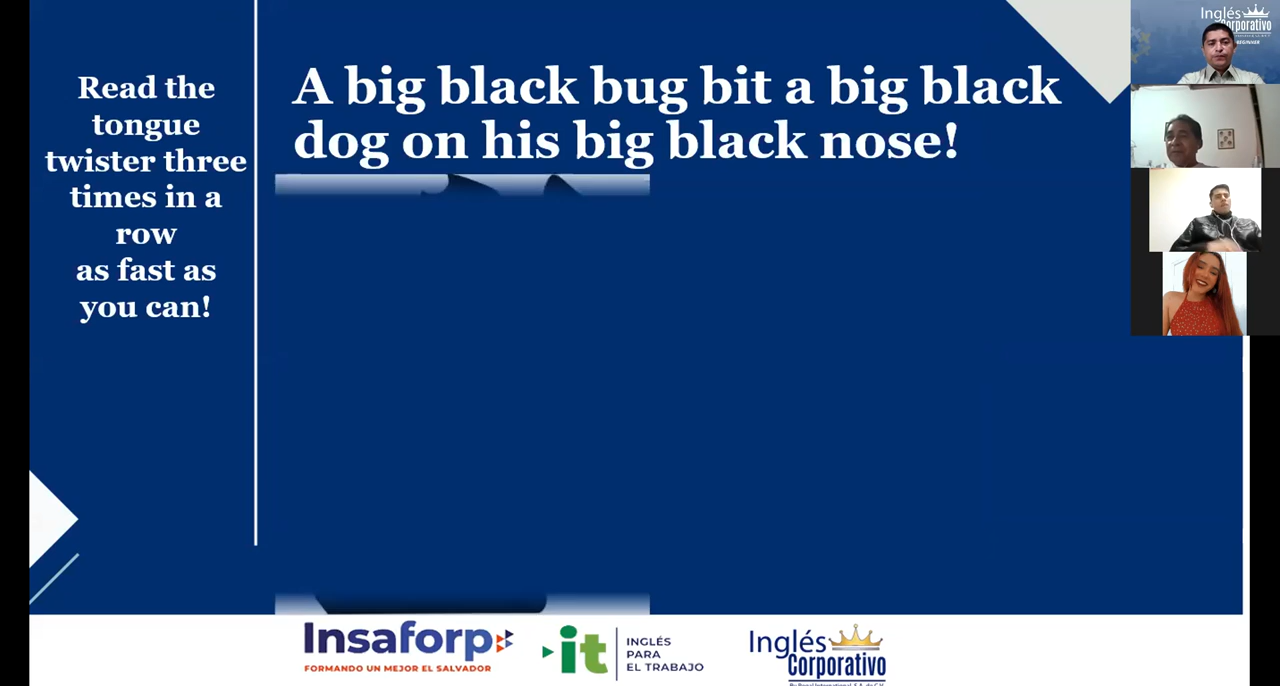 Read the
tongue
twister three
times in a
row
as fast as
you can!
A big black bug bit a big black
dog on his big black nose!
Inglés
Corporativo
BEGINNER
Insaforp
FORMANDO UN MEJOR EL SALVADOR
it
INGLÉS
PARA
EL TRABAJO
Inglés
Corporativo